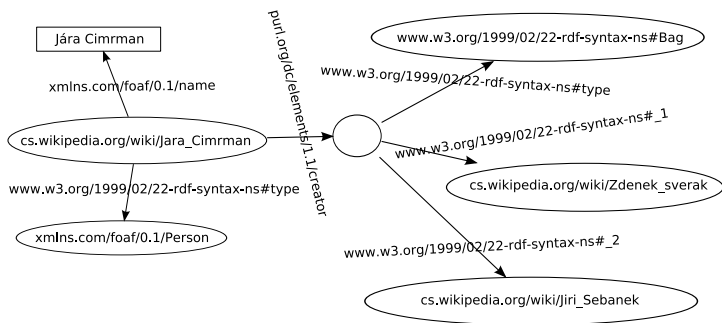 Jára Cimrman
xmlns.com/foaf/0.1/name
cs.wikipedia.org/wiki/Jara_Cimrman
www.w3.org/1999/02/22-rdf-syntax-ns#type
xmlns.com/foaf/0.1/Person
purl.org/dc/elements/1.1/creator
www.w3.org/1999/02/22-rdf-syntax-ns#Bag
www.w3.org/1999/02/22-rdf-syntax-ns#type
www.w3.org/1999/02/22-rdf-syntax-ns#_1
cs.wikipedia.org/wiki/Zdenek_sverak
www.w3.org/1999/02/22-rdf-syntax-ns#_2
cs.wikipedia.org/wiki/Jiri_Sebanek